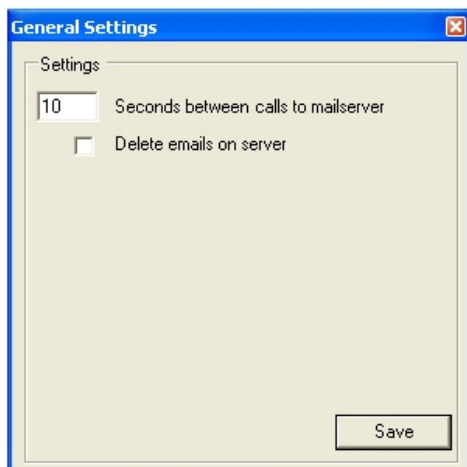 General Settings
Settings
10 Seconds between calls to mailserver
Delete emails on server
Save